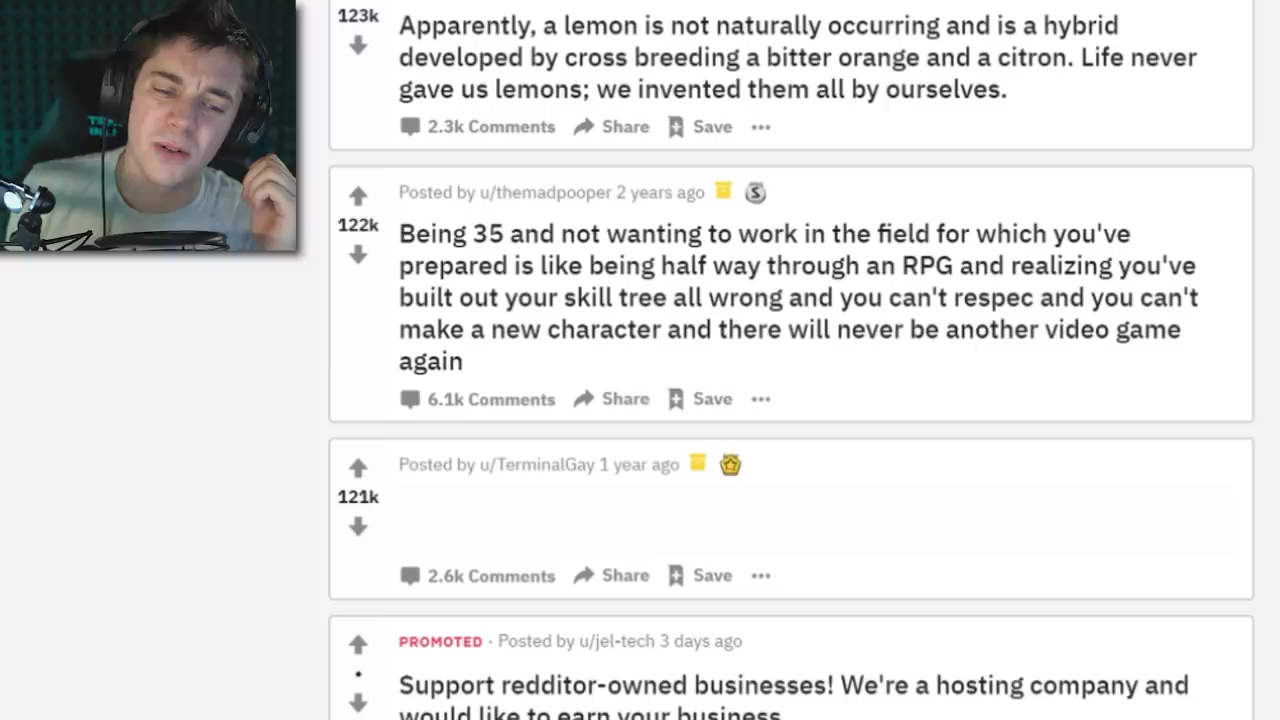 123k
Apparently, a lemon is not naturally occurring and is a hybrid
developed by cross breeding a bitter orange and a citron. Life never
gave us lemons; we invented them all by ourselves.
2.3k Comments Share Save
Posted by u/themadpooper 2 years ago
122k
Being 35 and not wanting to work in the field for which you've
prepared is like being half way through an RPG and realizing you've
built out your skill tree all wrong and you can't respec and you can't
make a new character and there will never be another video game
again
6.1k Comments Share Save
Posted by u/TerminalGay 1 year ago
121k
2.6k Comments Share Save
PROMOTED · Posted by u/jel-tech 3 days ago
Support redditor-owned businesses! We're a hosting company and
would like to earn your business